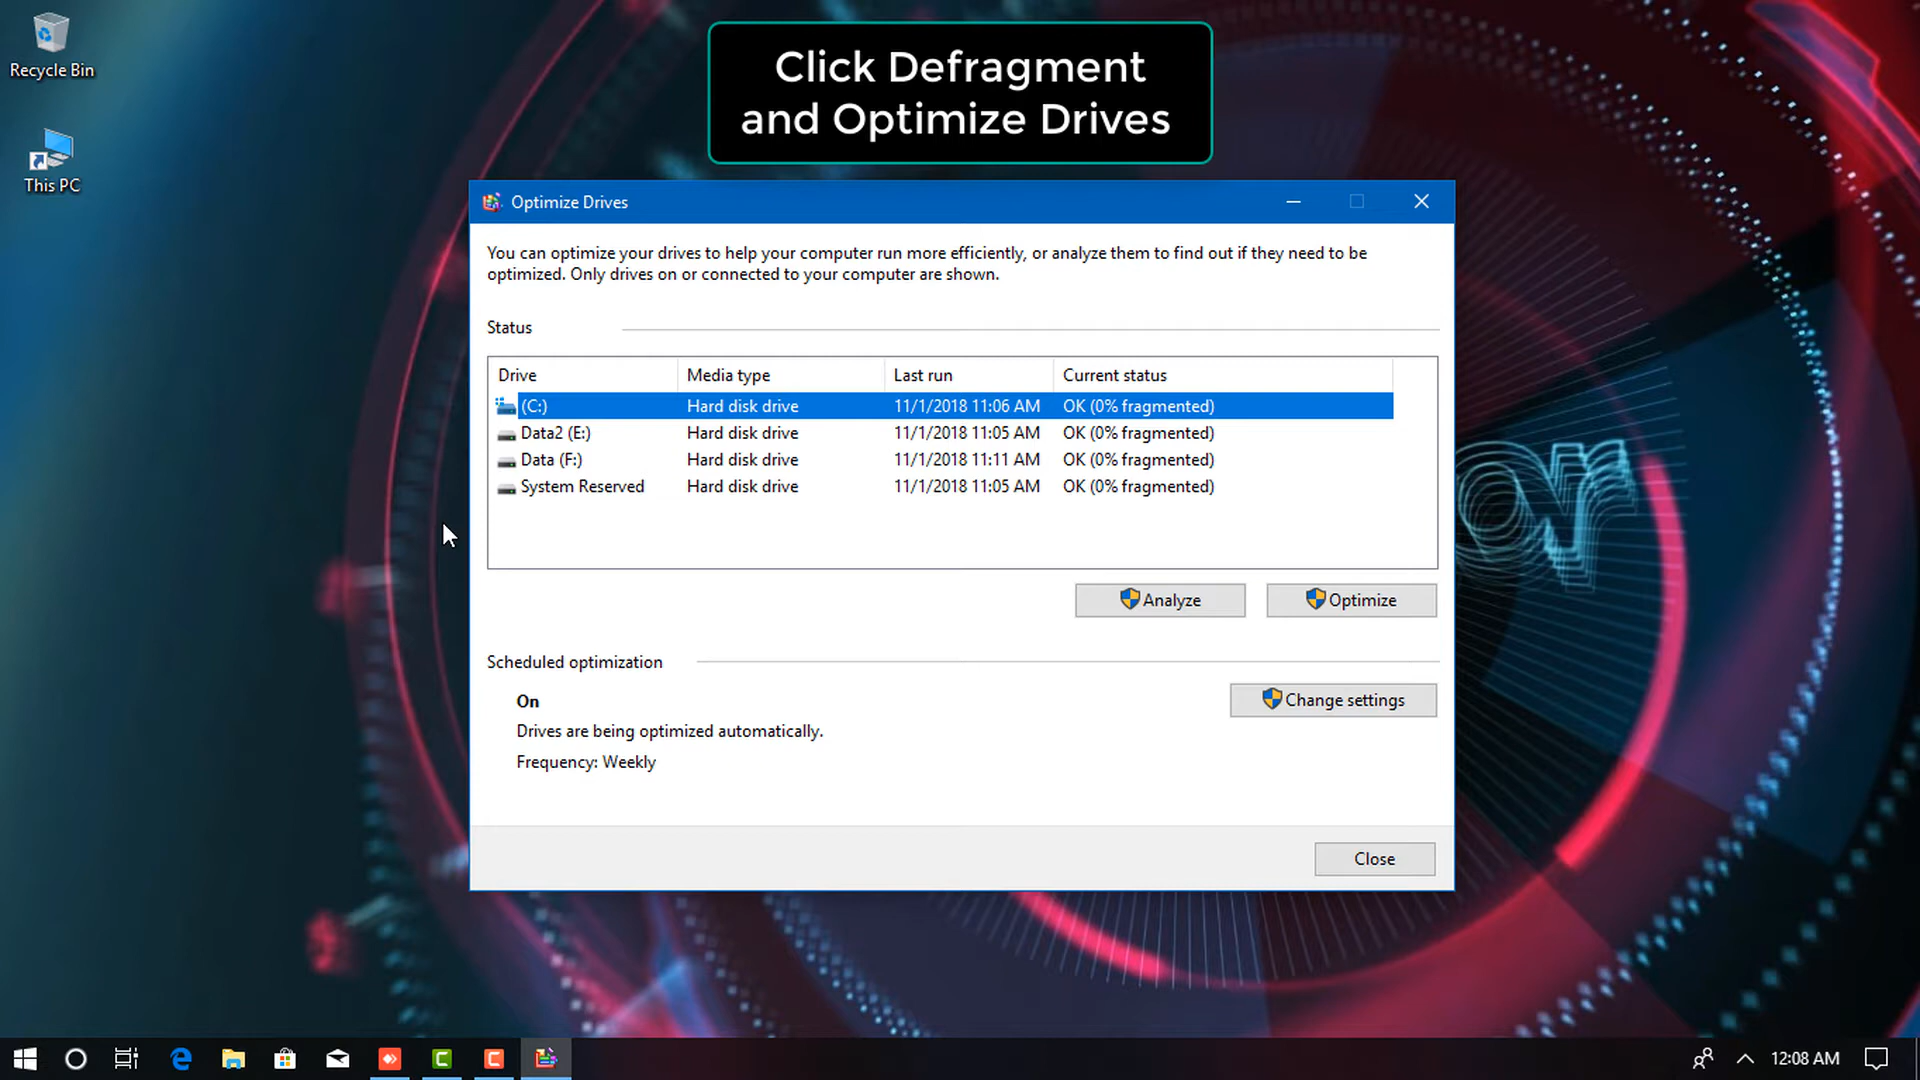 Recycle Bin
This PC
Click Defragment
and Optimize Drives
Optimize Drives
You can optimize your drives to help your computer run more efficiently, or analyze them to find out if they need to be
optimized. Only drives on or connected to your computer are shown.
Status
Drive Media type Last run Current status
(C:) Hard disk drive 11/1/2018 11:06 AM OK (0% fragmented)
Data2 (E:) Hard disk drive 11/1/2018 11:05 AM OK (0% fragmented)
Data (F:) Hard disk drive 11/1/2018 11:11 AM OK (0% fragmented)
System Reserved Hard disk drive 11/1/2018 11:05 AM OK (0% fragmented)
Analyze Optimize
Scheduled optimization
On
Change settings
Drives are being optimized automatically.
Frequency: Weekly
Close
12:08 AM